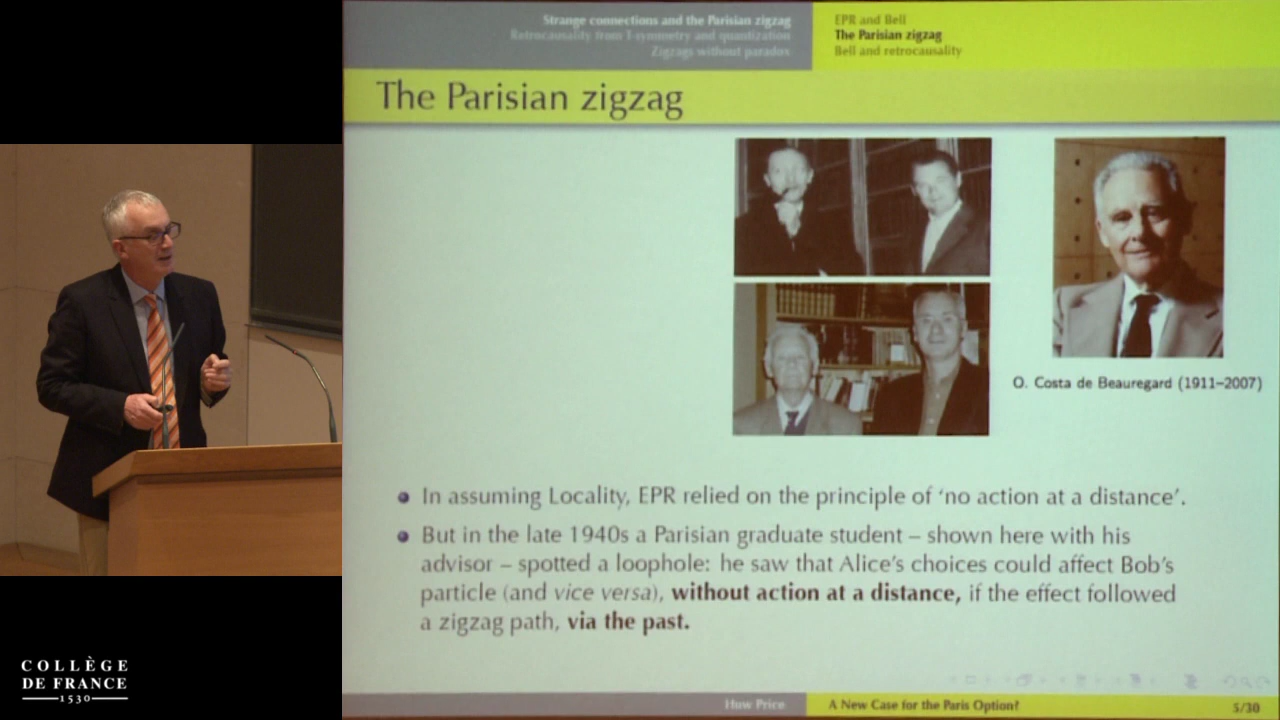 Strange connections and the Parisian zigzag
Retrocausality from T-symmetry and quantization
Zigzags without paradox
EPR and Bell
The Parisian zigzag
Bell and retrocausality
The Parisian zigzag
O. Costa de Beauregard (1911–2007)
In assuming Locality, EPR relied on the principle of ‘no action at a distance’.
But in the late 1940s a Parisian graduate student – shown here with his
advisor – spotted a loophole: he saw that Alice’s choices could affect Bob’s
particle (and vice versa), without action at a distance, if the effect followed
a zigzag path, via the past.
Huw Price
A New Case for the Paris Option?
5/30
COLLÈGE
DE FRANCE
1530